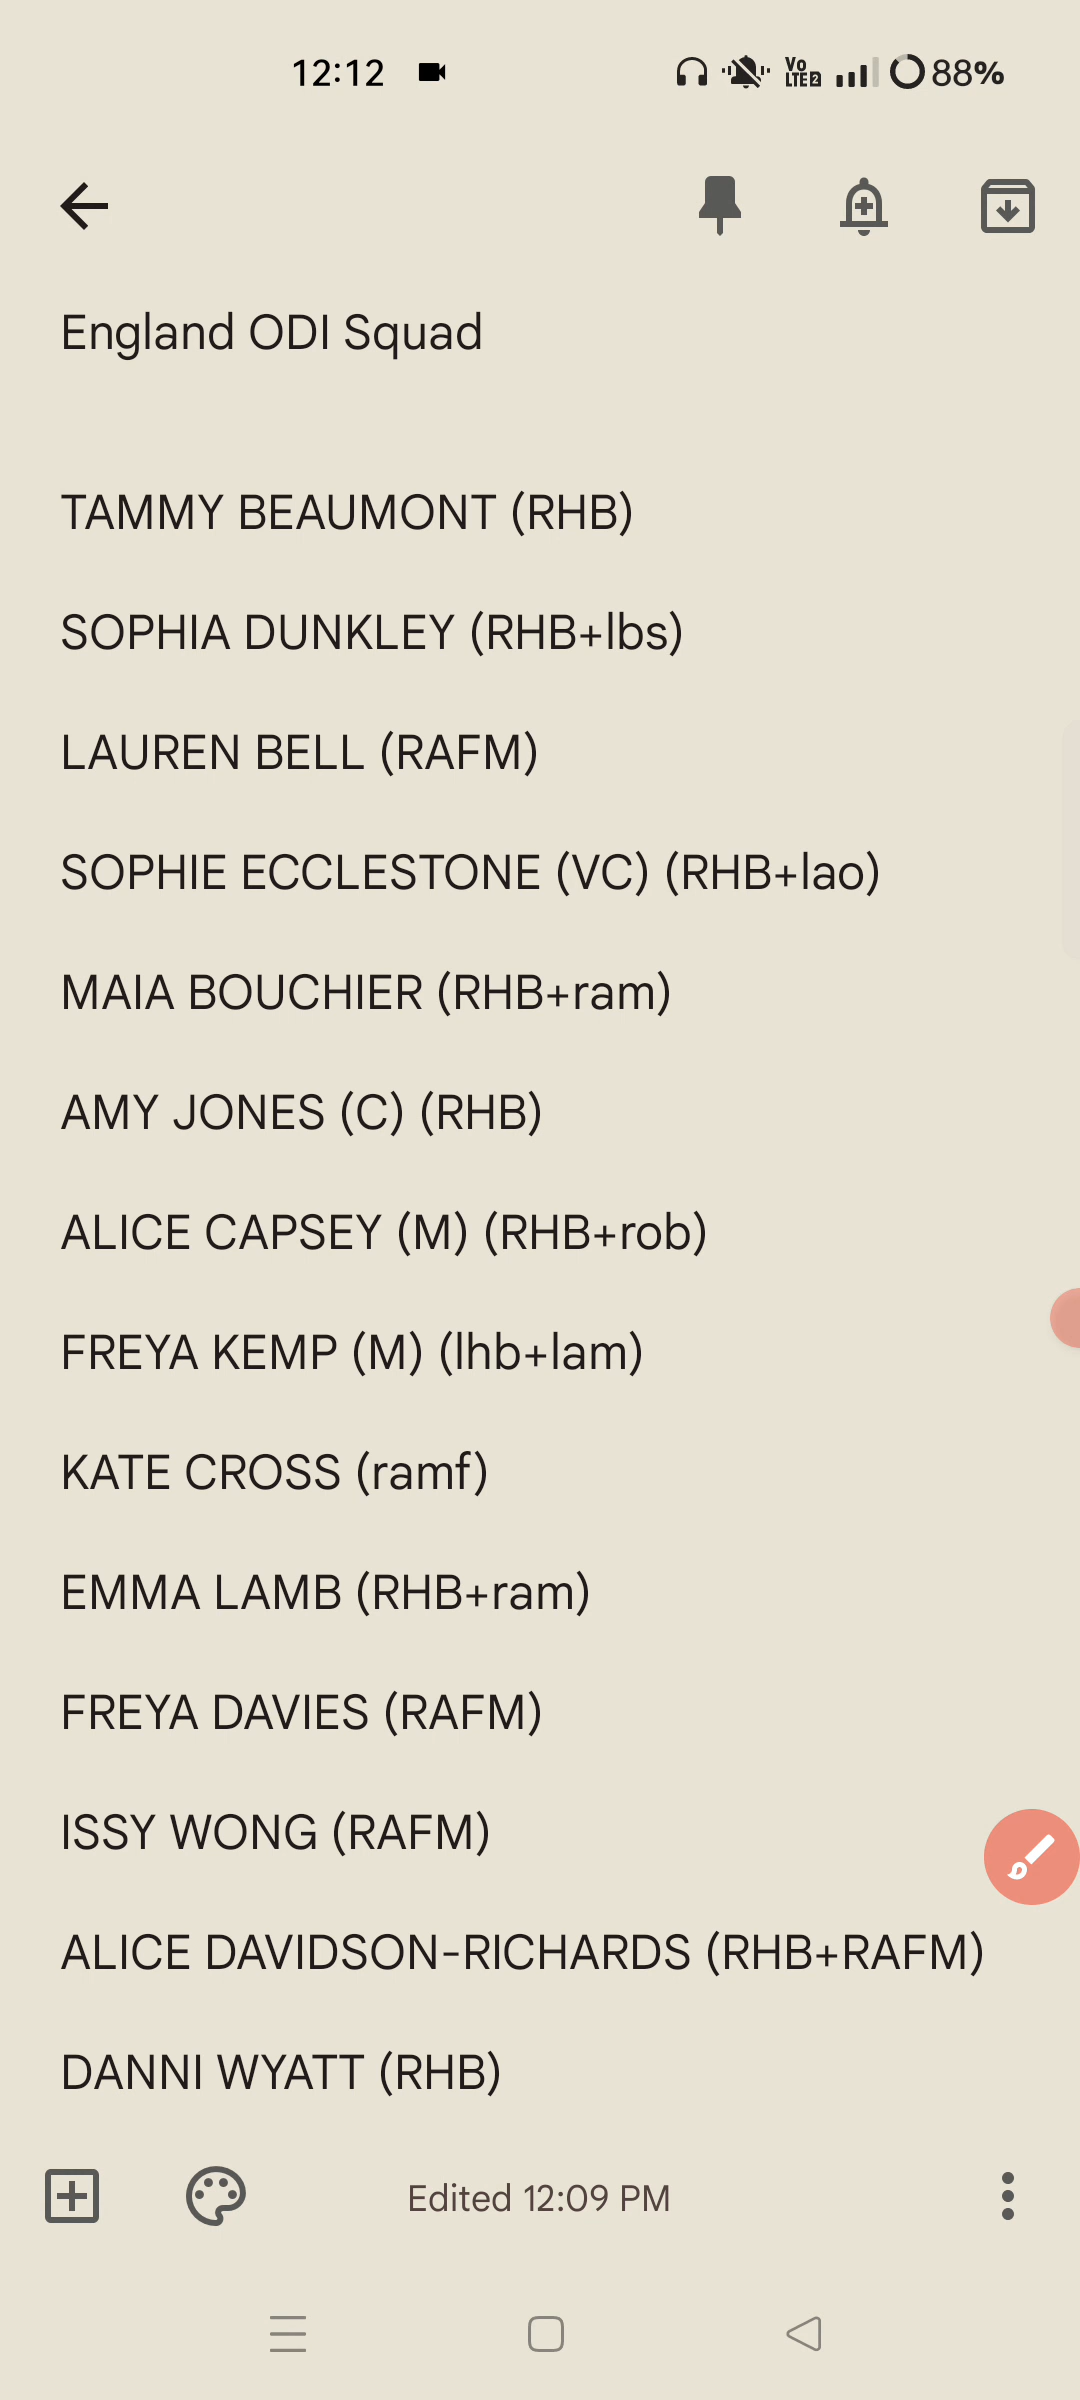 12:12 Vo LTE 2 88%
England ODI Squad
TAMMY BEAUMONT (RHB)
SOPHIA DUNKLEY (RHB+lbs)
LAUREN BELL (RAFM)
SOPHIE ECCLESTONE (VC) (RHB+lao)
MAIA BOUCHIER (RHB+ram)
AMY JONES (C) (RHB)
ALICE CAPSEY (M) (RHB+rob)
FREYA KEMP (M) (lhb+lam)
KATE CROSS (ramf)
EMMA LAMB (RHB+ram)
FREYA DAVIES (RAFM)
ISSY WONG (RAFM)
ALICE DAVIDSON-RICHARDS (RHB+RAFM)
DANNI WYATT (RHB)
Edited 12:09 PM